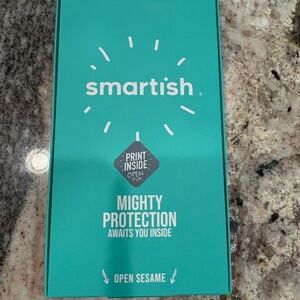 smartish.
PRINT
INSIDE
OPEN
MIGHTY
PROTECTION
AWAITS YOU INSIDE
OPEN SESAME